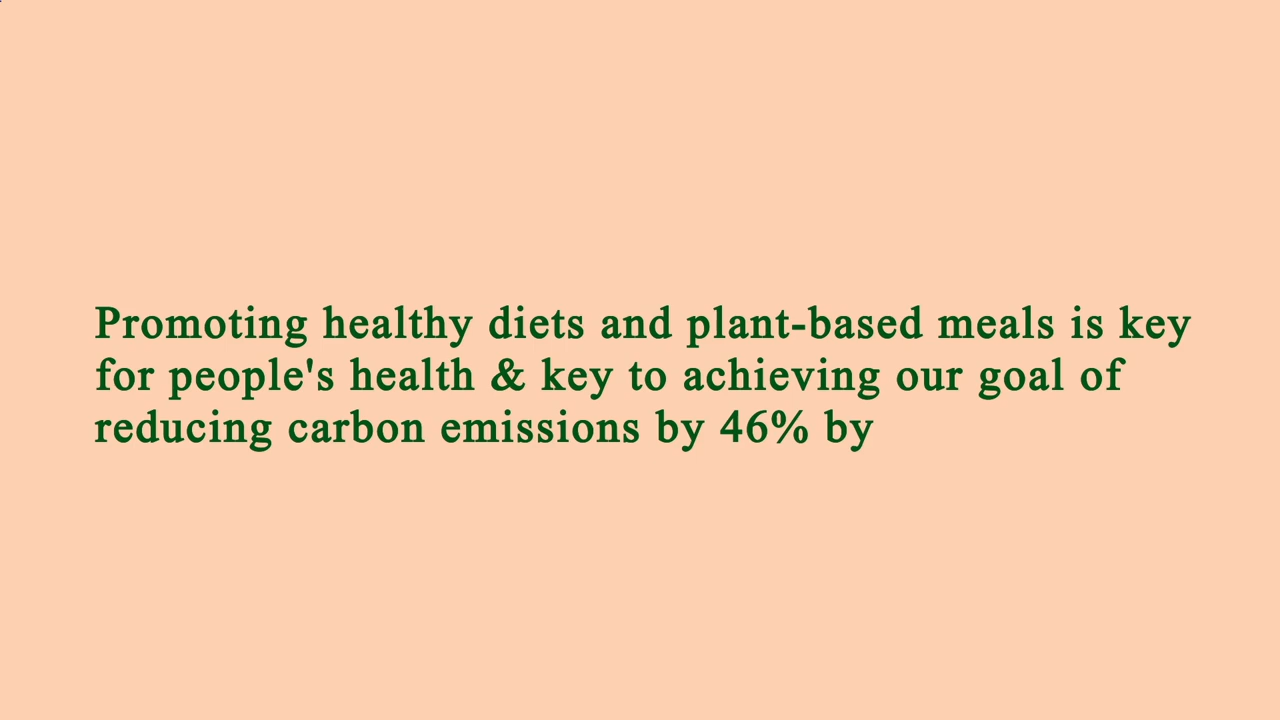 Promoting healthy diets and plant-based meals is key
for people's health & key to achieving our goal of
reducing carbon emissions by 46% by